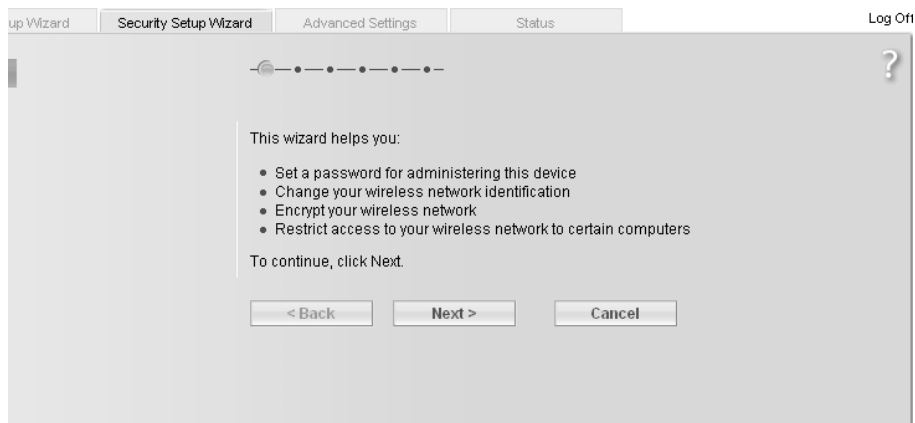 up Wizard Security Setup Wizard Advanced Settings Status Log Off
?
This wizard helps you:
• Set a password for administering this device
• Change your wireless network identification
• Encrypt your wireless network
• Restrict access to your wireless network to certain computers
To continue, click Next.
< Back Next > Cancel